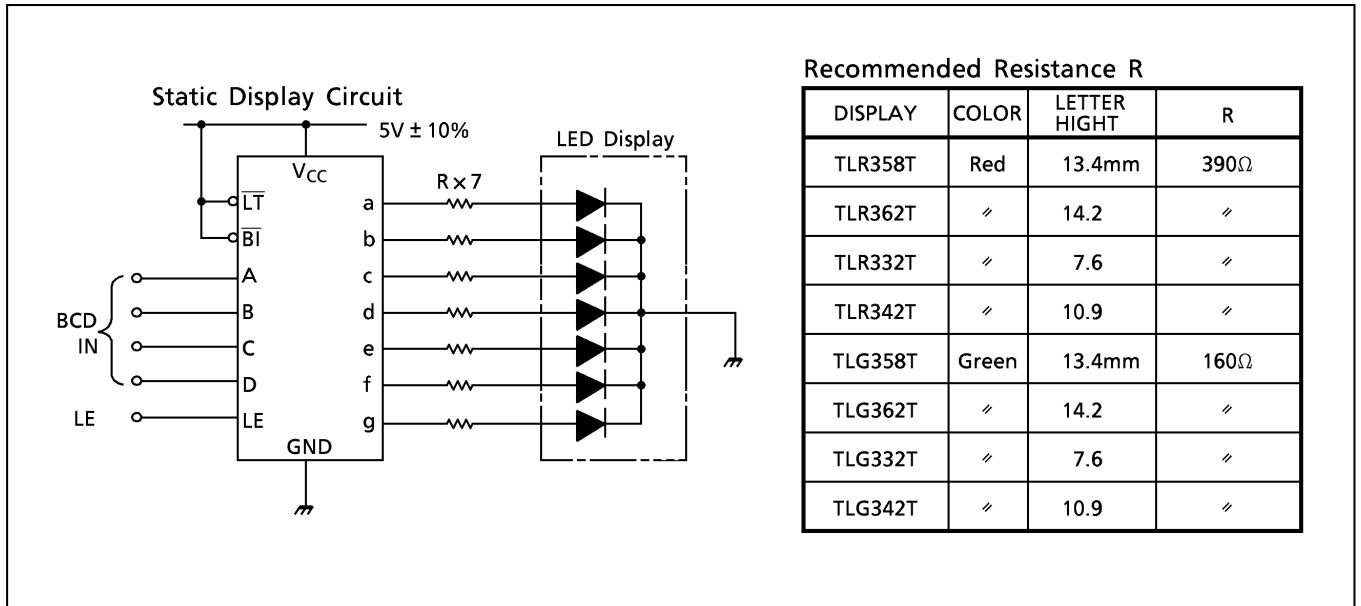 Static Display Circuit
5V ± 10%
VCC
LT
BI
A
B
C
D
LE
GND
a
b
c
d
e
f
g
BCD
IN
LE
R × 7
LED Display
Recommended Resistance R
DISPLAY COLOR LETTER HIGHT R
TLR358T Red 13.4mm 390Ω
TLR362T 〃 14.2 〃
TLR332T 〃 7.6 〃
TLR342T 〃 10.9 〃
TLG358T Green 13.4mm 160Ω
TLG362T 〃 14.2 〃
TLG332T 〃 7.6 〃
TLG342T 〃 10.9 〃